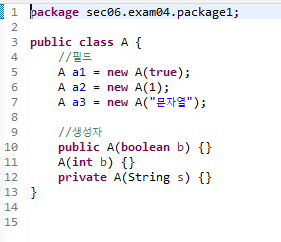 1 package sec06.exam04.package1;
2
3 public class A {
4 //필드
5 A a1 = new A(true);
6 A a2 = new A(1);
7 A a3 = new A("문자열");
8
9 //생성자
10 public A(boolean b) {}
11 A(int b) {}
12 private A(String s) {}
13 }
14
15